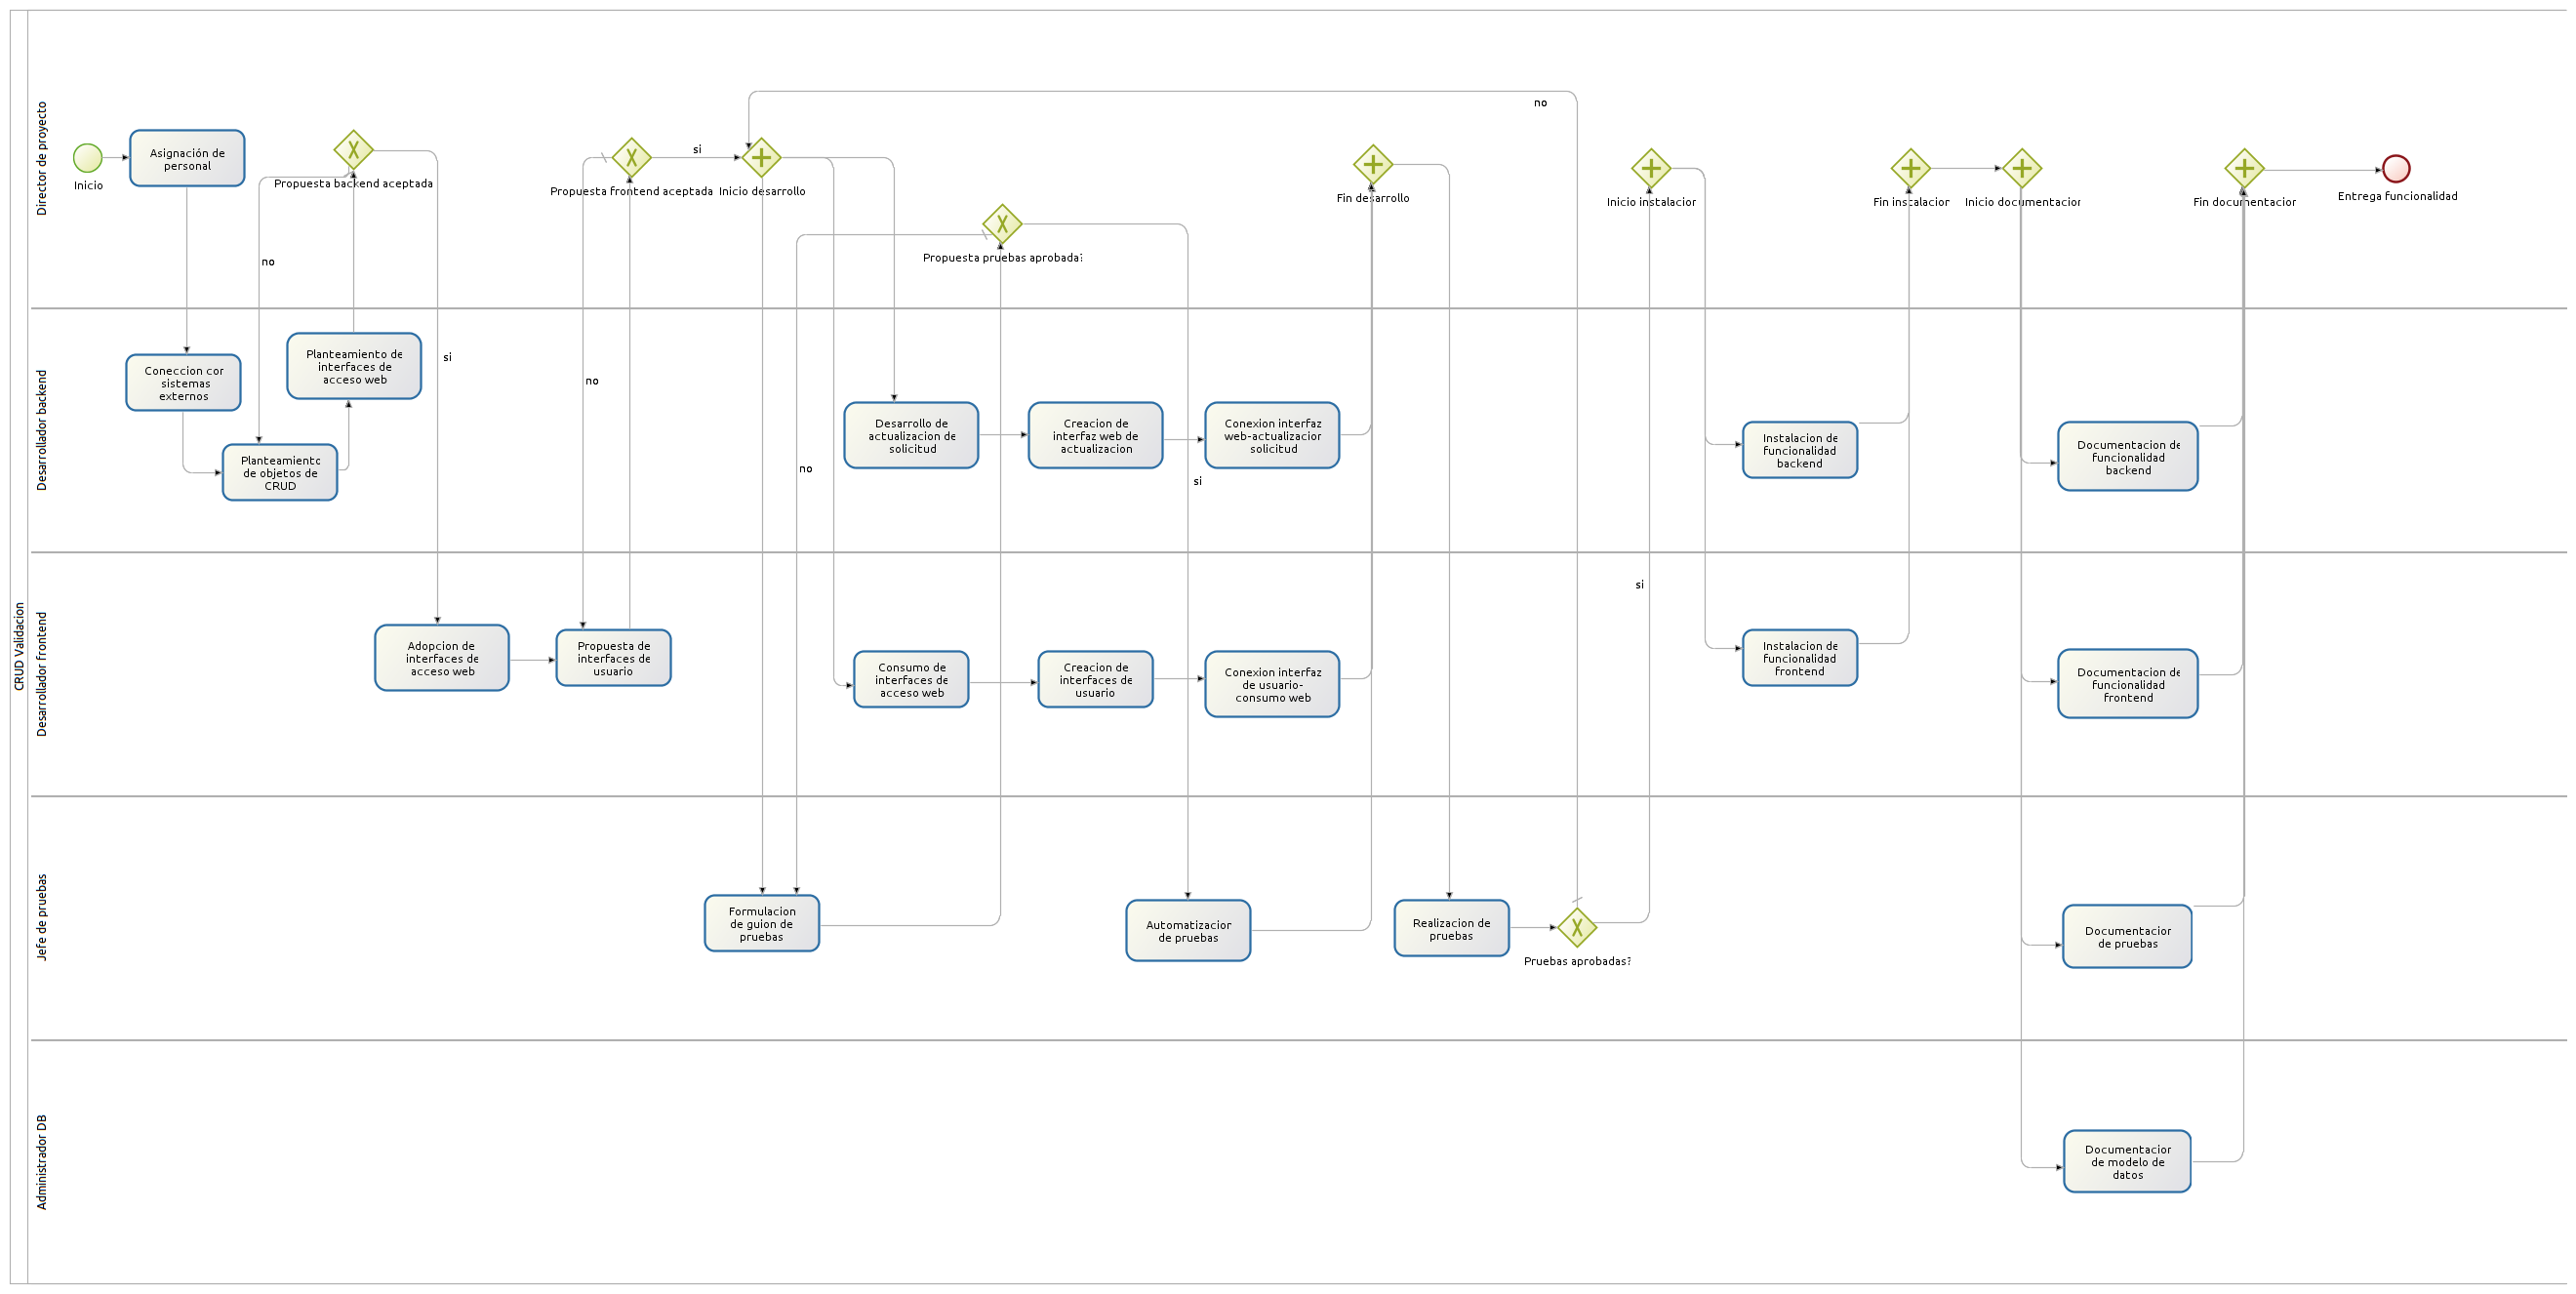 CRUD Validacion
Director de proyecto
Inicio
Asignación de
personal
Propuesta backend aceptada
no
si
Propuesta frontend aceptada
si
Inicio desarrollo
no
Propuesta pruebas aprobada?
Fin desarrollo
no
Inicio instalacion
Fin instalacion
Inicio documentacion
Fin documentacion
Entrega funcionalidad
Desarrollador backend
Coneccion con
sistemas
externos
Planteamiento
de objetos de
CRUD
Planteamiento de
interfaces de
acceso web
no
Desarrollo de
actualizacion de
solicitud
Creacion de
interfaz web de
actualizacion
Conexion interfaz
web-actualizacion
solicitud
si
Instalacion de
funcionalidad
backend
Documentacion de
funcionalidad
backend
Desarrollador frontend
Adopcion de
interfaces de
acceso web
Propuesta de
interfaces de
usuario
Consumo de
interfaces de
acceso web
Creacion de
interfaces de
usuario
Conexion interfaz
de usuario-
consumo web
si
Instalacion de
funcionalidad
frontend
Documentacion de
funcionalidad
frontend
Jefe de pruebas
Formulacion
de guion de
pruebas
Automatizacion
de pruebas
Realizacion de
pruebas
Pruebas aprobadas?
Documentacion
de pruebas
Administrador DB
Documentacion
de modelo de
datos